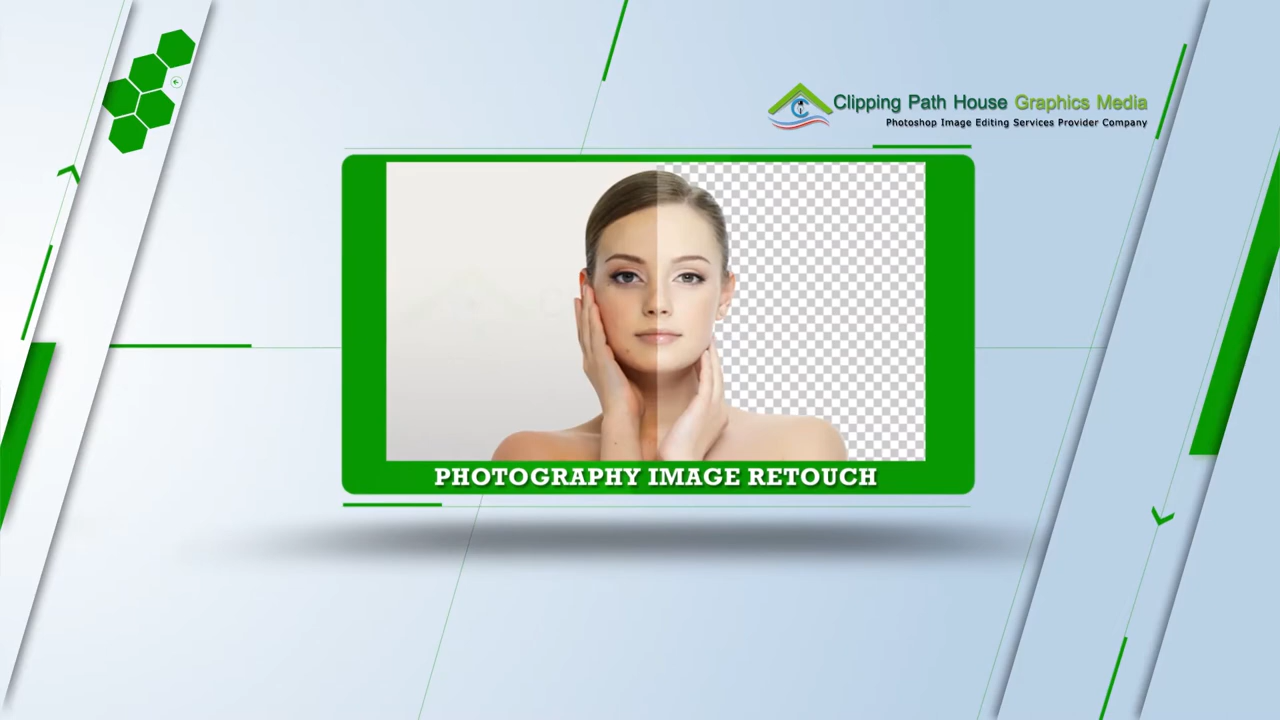 Clipping Path House Graphics Media
Photoshop Image Editing Services Provider Company
PHOTOGRAPHY IMAGE RETOUCH